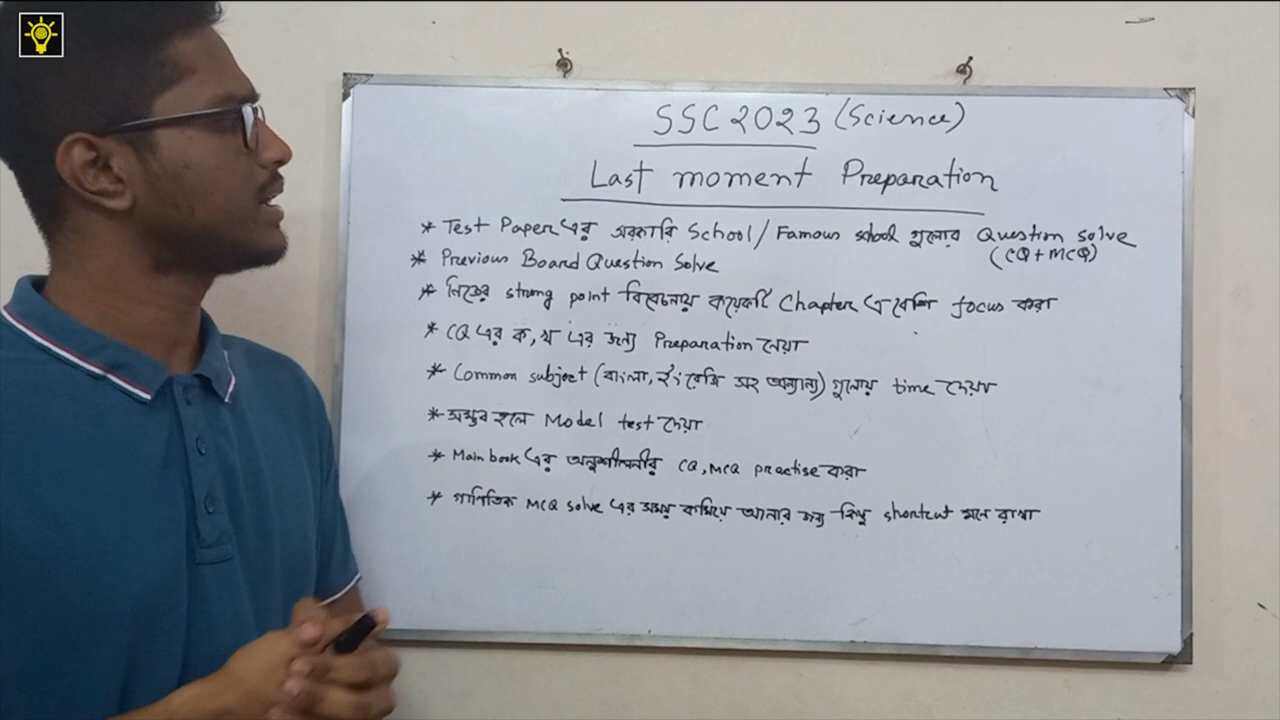 SSC 2023 (Science)
Last moment Preparation
* Test Paper এর সরকারি School / Famous school গুলোর Question solve
(CQ + MCQ)
* Previous Board Question Solve
* নিজের strong point বিবেচনায় কয়েকটি Chapter এ বেশি focus করা
* CQ এর ক, খ এর জন্য Preparation নেয়া
* Common subject (বাংলা, ইংরেজি সহ অন্যান্য) গুলোয় time দেয়া
* সম্ভব হলে Model test দেয়া
* Main book এর অনুশীলনীর CQ, MCQ practise করা
* গাণিতিক MCQ solve এর সময় কমিয়ে আনার জন্য কিছু shortcut মনে রাখা